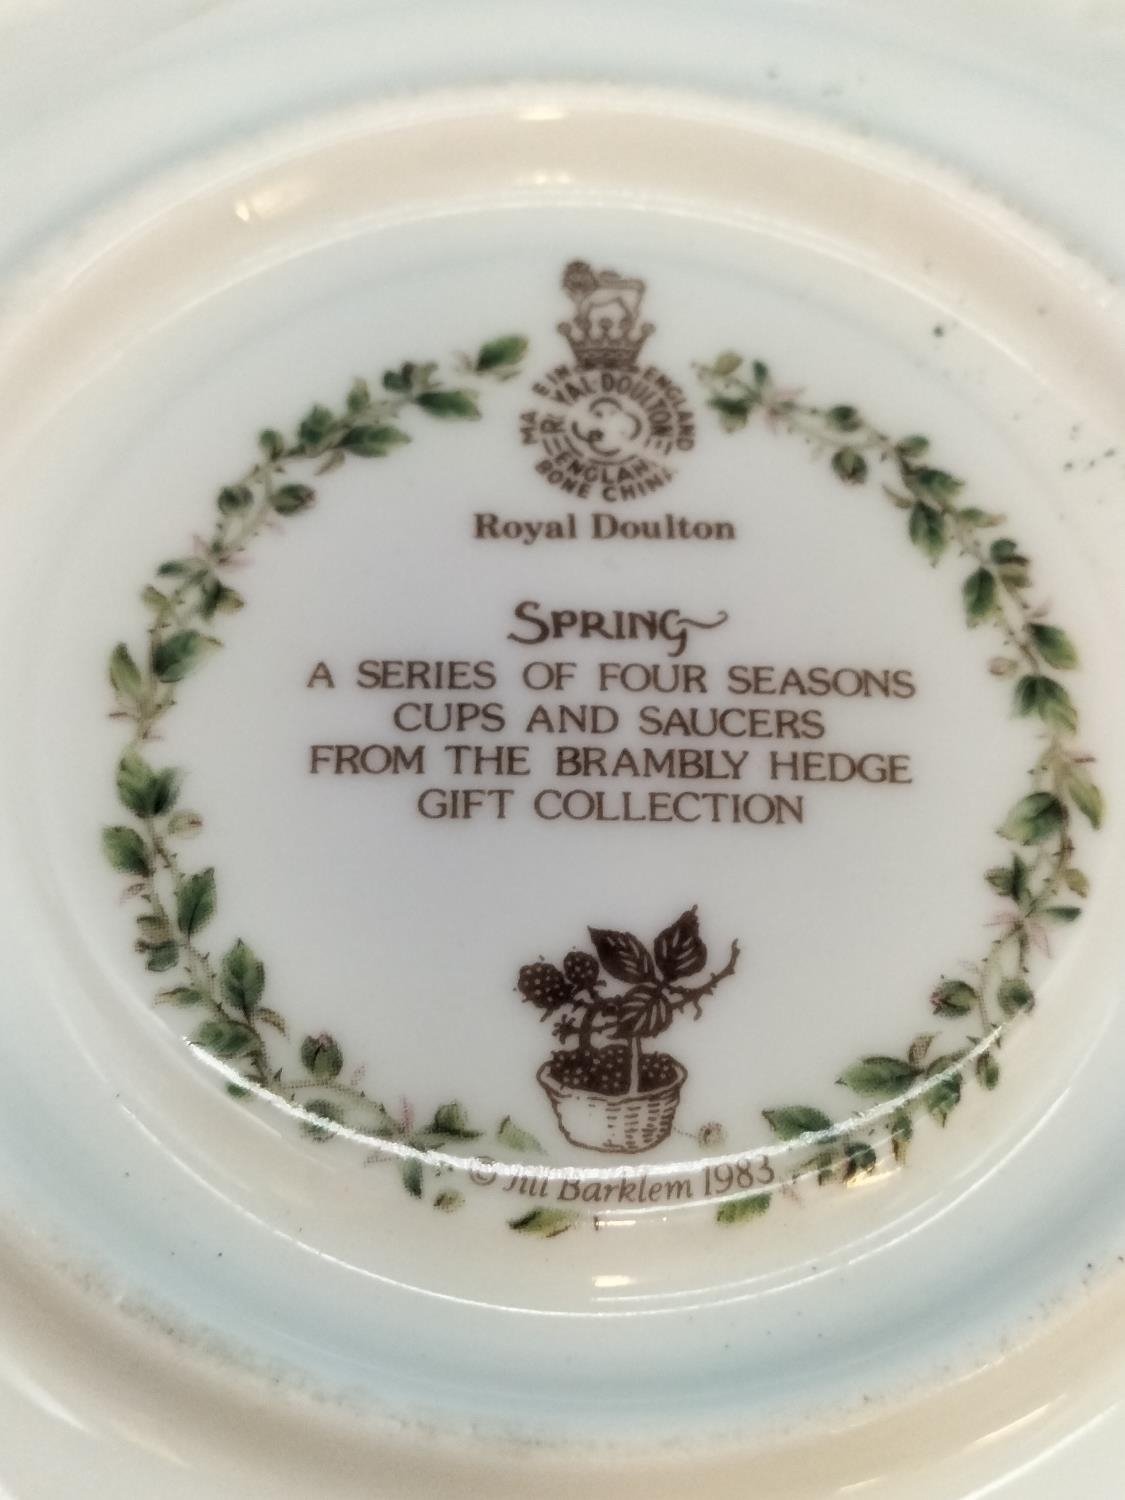 MADE IN ENGLAND
ROYAL DOULTON
ENGLAND
BONE CHINA
Royal Doulton
SPRING
A SERIES OF FOUR SEASONS
CUPS AND SAUCERS
FROM THE BRAMBLY HEDGE
GIFT COLLECTION
© Jill Barklem 1983